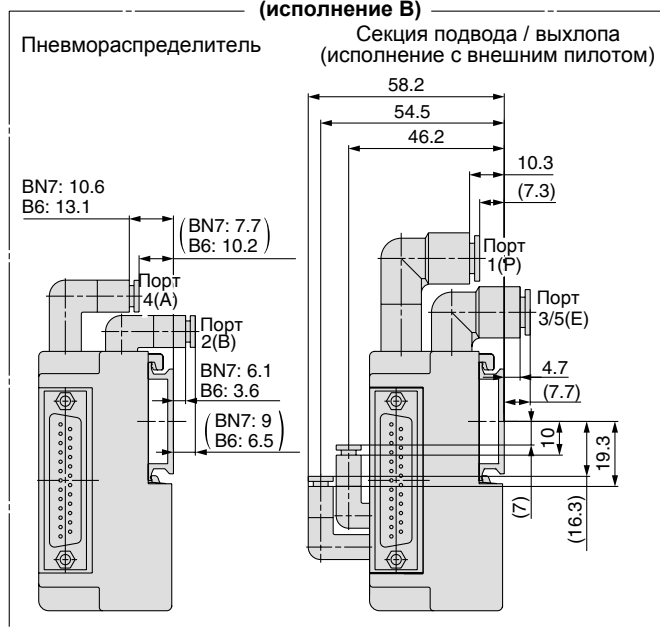 (исполнение B)
Пневмораспределитель
Секция подвода / выхлопа
(исполнение с внешним пилотом)
58.2
54.5
46.2
10.3
(7.3)
BN7: 10.6
B6: 13.1
(BN7: 7.7
B6: 10.2)
Порт
4(A)
Порт
2(B)
BN7: 6.1
B6: 3.6
(BN7: 9
B6: 6.5)
Порт
1(P)
Порт
3/5(E)
4.7
(7.7)
10
19.3
(7)
(16.3)